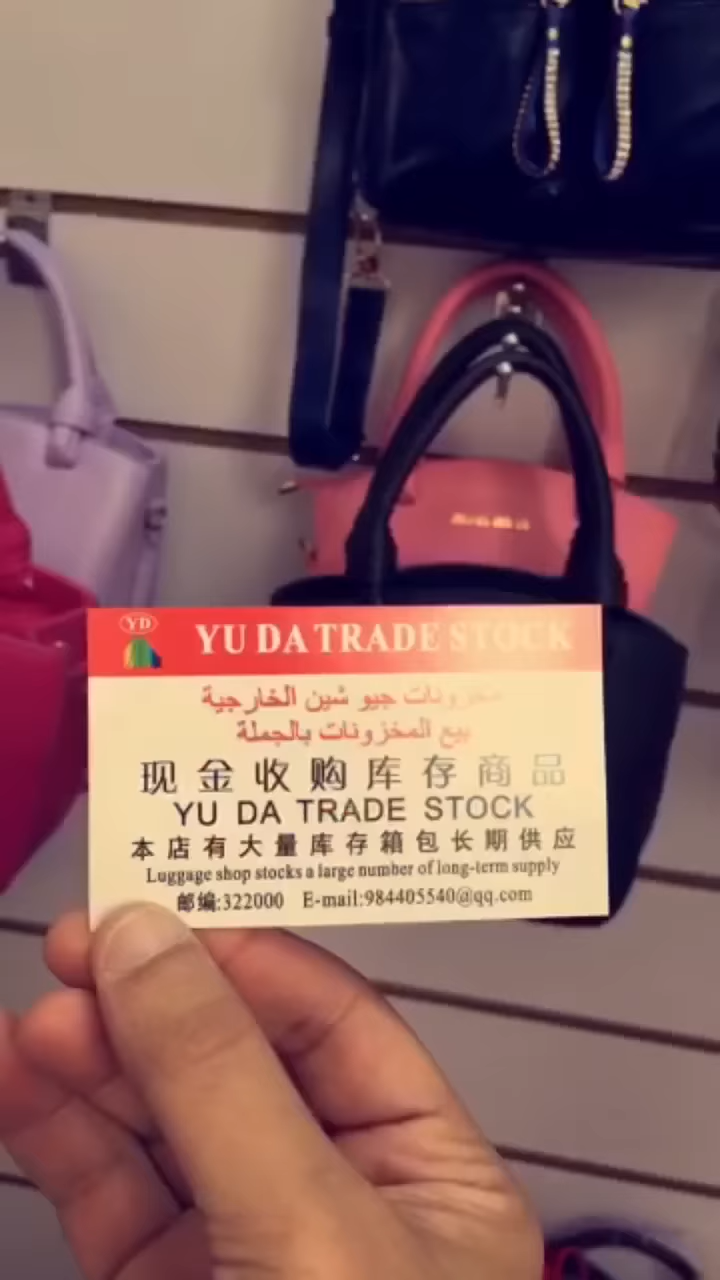 YD
YU DA TRADE STOCK
مخزونات جيو شين الخارجية
بيع المخزونات بالجملة
现金收购库存商品
YU DA TRADE STOCK
本店有大量库存箱包长期供应
Luggage shop stocks a large number of long-term supply
邮编:322000 E-mail:984405540@qq.com